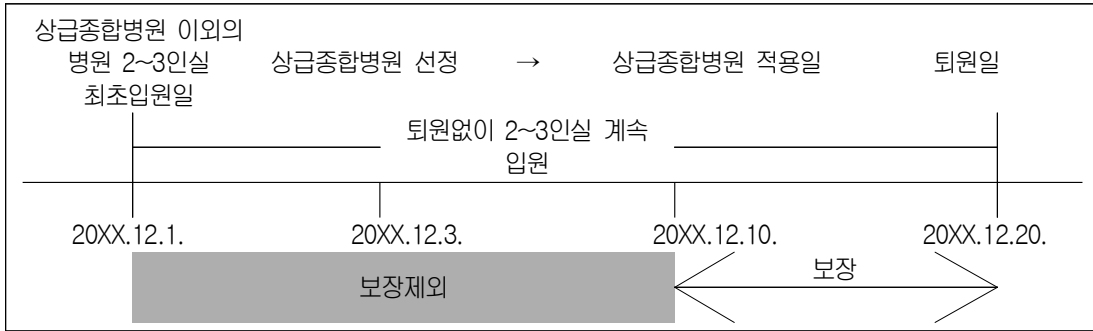 상급종합병원 이외의
병원 2~3인실
최초입원일
상급종합병원 선정 → 상급종합병원 적용일 퇴원일
퇴원없이 2~3인실 계속
입원
20XX.12.1. 20XX.12.3. 20XX.12.10. 20XX.12.20.
보장제외 보장